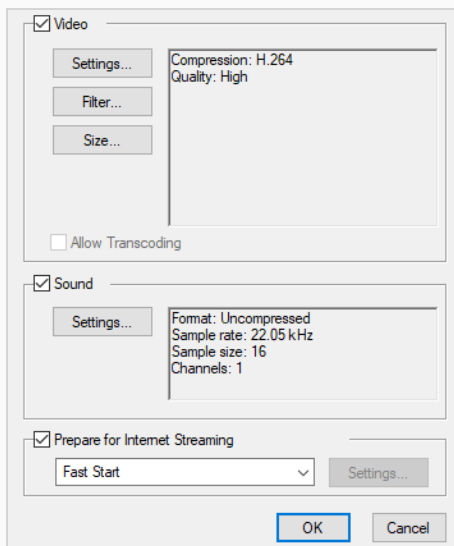 Video
Settings...
Compression: H.264
Quality: High
Filter...
Size...
Allow Transcoding
Sound
Settings...
Format: Uncompressed
Sample rate: 22.05 kHz
Sample size: 16
Channels: 1
Prepare for Internet Streaming
Fast Start
Settings...
OK
Cancel